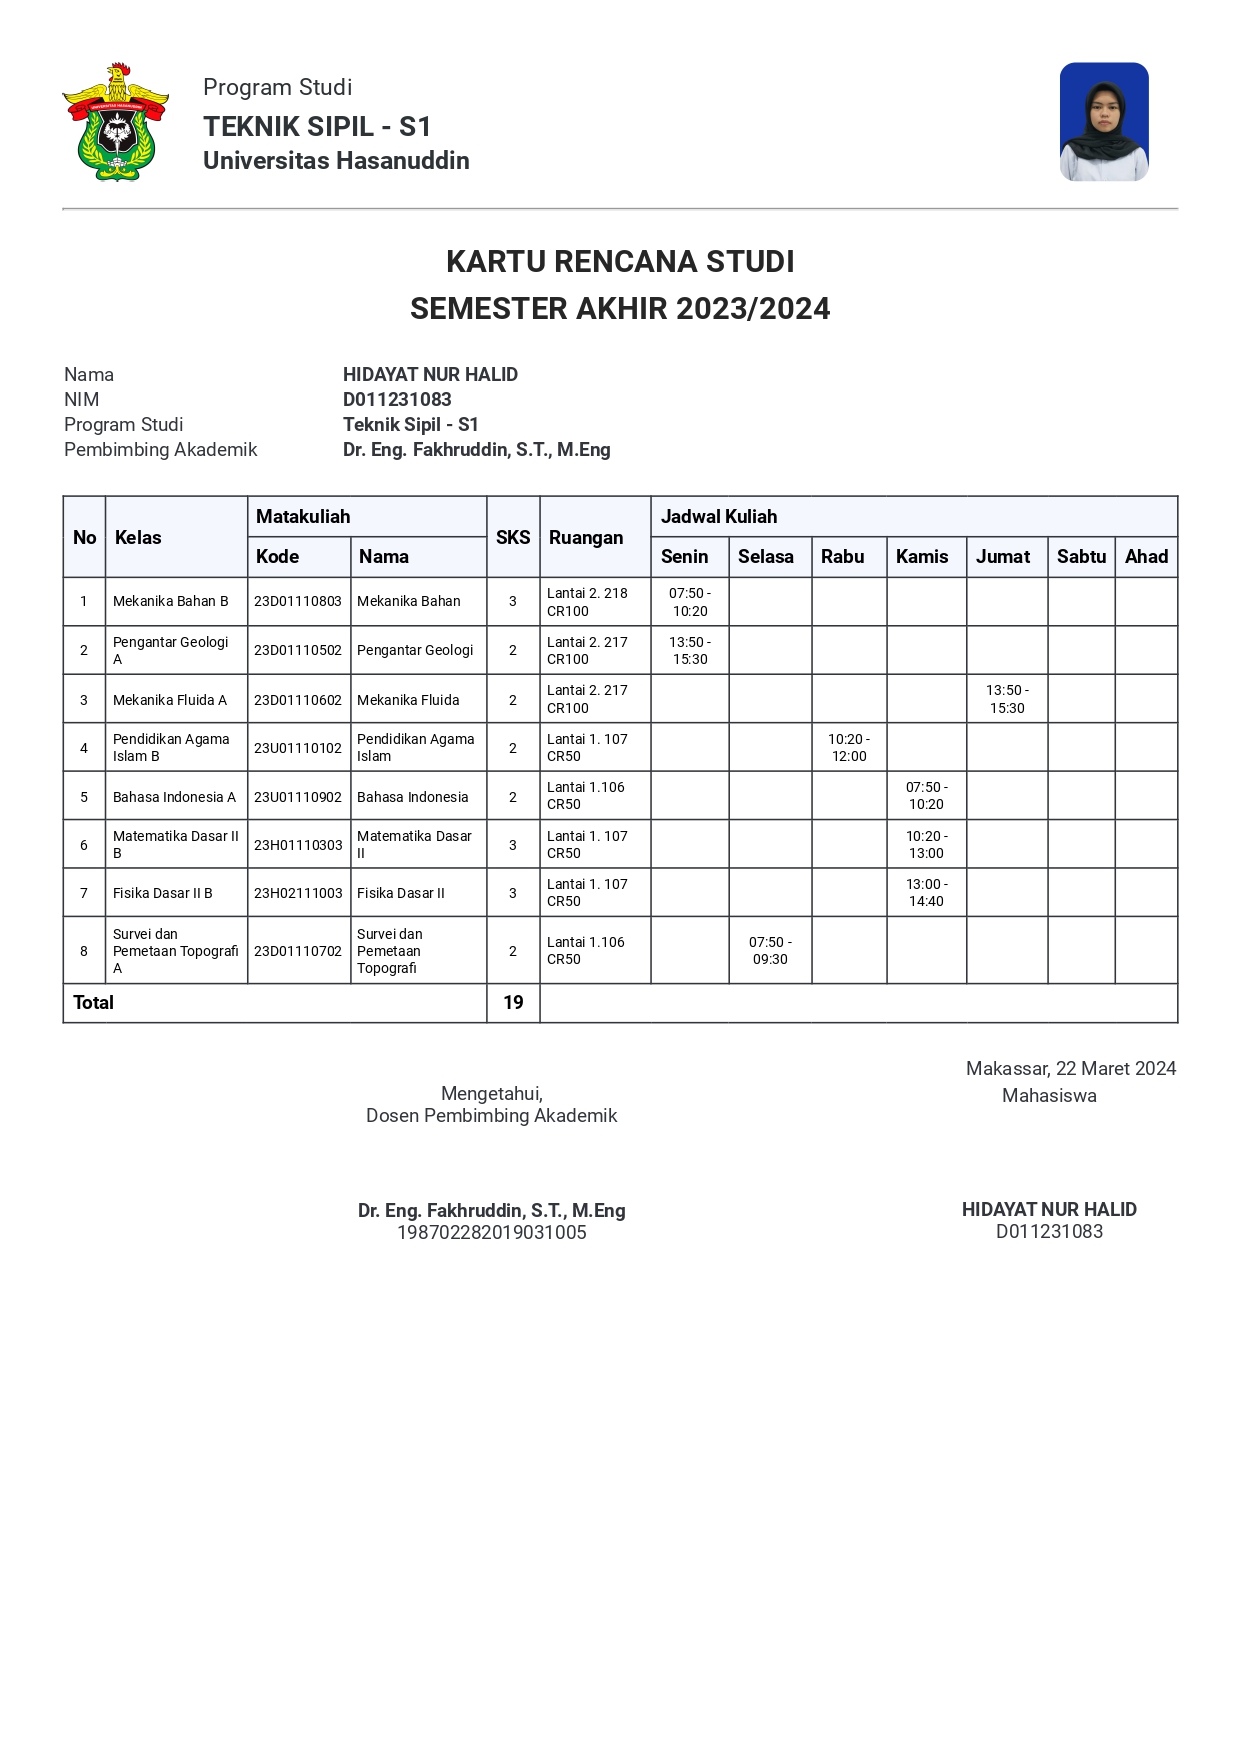 UNIVERSITAS HASANUDDIN
Program Studi
TEKNIK SIPIL - S1
Universitas Hasanuddin
KARTU RENCANA STUDI
SEMESTER AKHIR 2023/2024
Nama HIDAYAT NUR HALID
NIM D011231083
Program Studi Teknik Sipil - S1
Pembimbing Akademik Dr. Eng. Fakhruddin, S.T., M.Eng
No Kelas Matakuliah SKS Ruangan Jadwal Kuliah
Kode Nama Senin Selasa Rabu Kamis Jumat Sabtu Ahad
1 Mekanika Bahan B 23D01110803 Mekanika Bahan 3 Lantai 2. 218 CR100 07:50 - 10:20
2 Pengantar Geologi A 23D01110502 Pengantar Geologi 2 Lantai 2. 217 CR100 13:50 - 15:30
3 Mekanika Fluida A 23D01110602 Mekanika Fluida 2 Lantai 2. 217 CR100 13:50 - 15:30
4 Pendidikan Agama Islam B 23U01110102 Pendidikan Agama Islam 2 Lantai 1. 107 CR50 10:20 - 12:00
5 Bahasa Indonesia A 23U01110902 Bahasa Indonesia 2 Lantai 1.106 CR50 07:50 - 10:20
6 Matematika Dasar II B 23H01110303 Matematika Dasar II 3 Lantai 1. 107 CR50 10:20 - 13:00
7 Fisika Dasar II B 23H02111003 Fisika Dasar II 3 Lantai 1. 107 CR50 13:00 - 14:40
8 Survei dan Pemetaan Topografi A 23D01110702 Survei dan Pemetaan Topografi 2 Lantai 1.106 CR50 07:50 - 09:30
Total 19
Makassar, 22 Maret 2024
Mengetahui,
Mahasiswa
Dosen Pembimbing Akademik
Dr. Eng. Fakhruddin, S.T., M.Eng
198702282019031005
HIDAYAT NUR HALID
D011231083